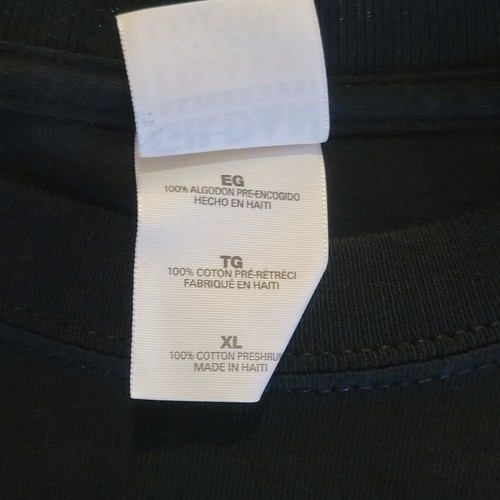 EG
100% ALGODON PRE-ENCOGIDO
HECHO EN HAITI
TG
100% COTON PRÉ-RÉTRÉCI
FABRIQUÉ EN HAITI
XL
100% COTTON PRESHRU
MADE IN HAITI